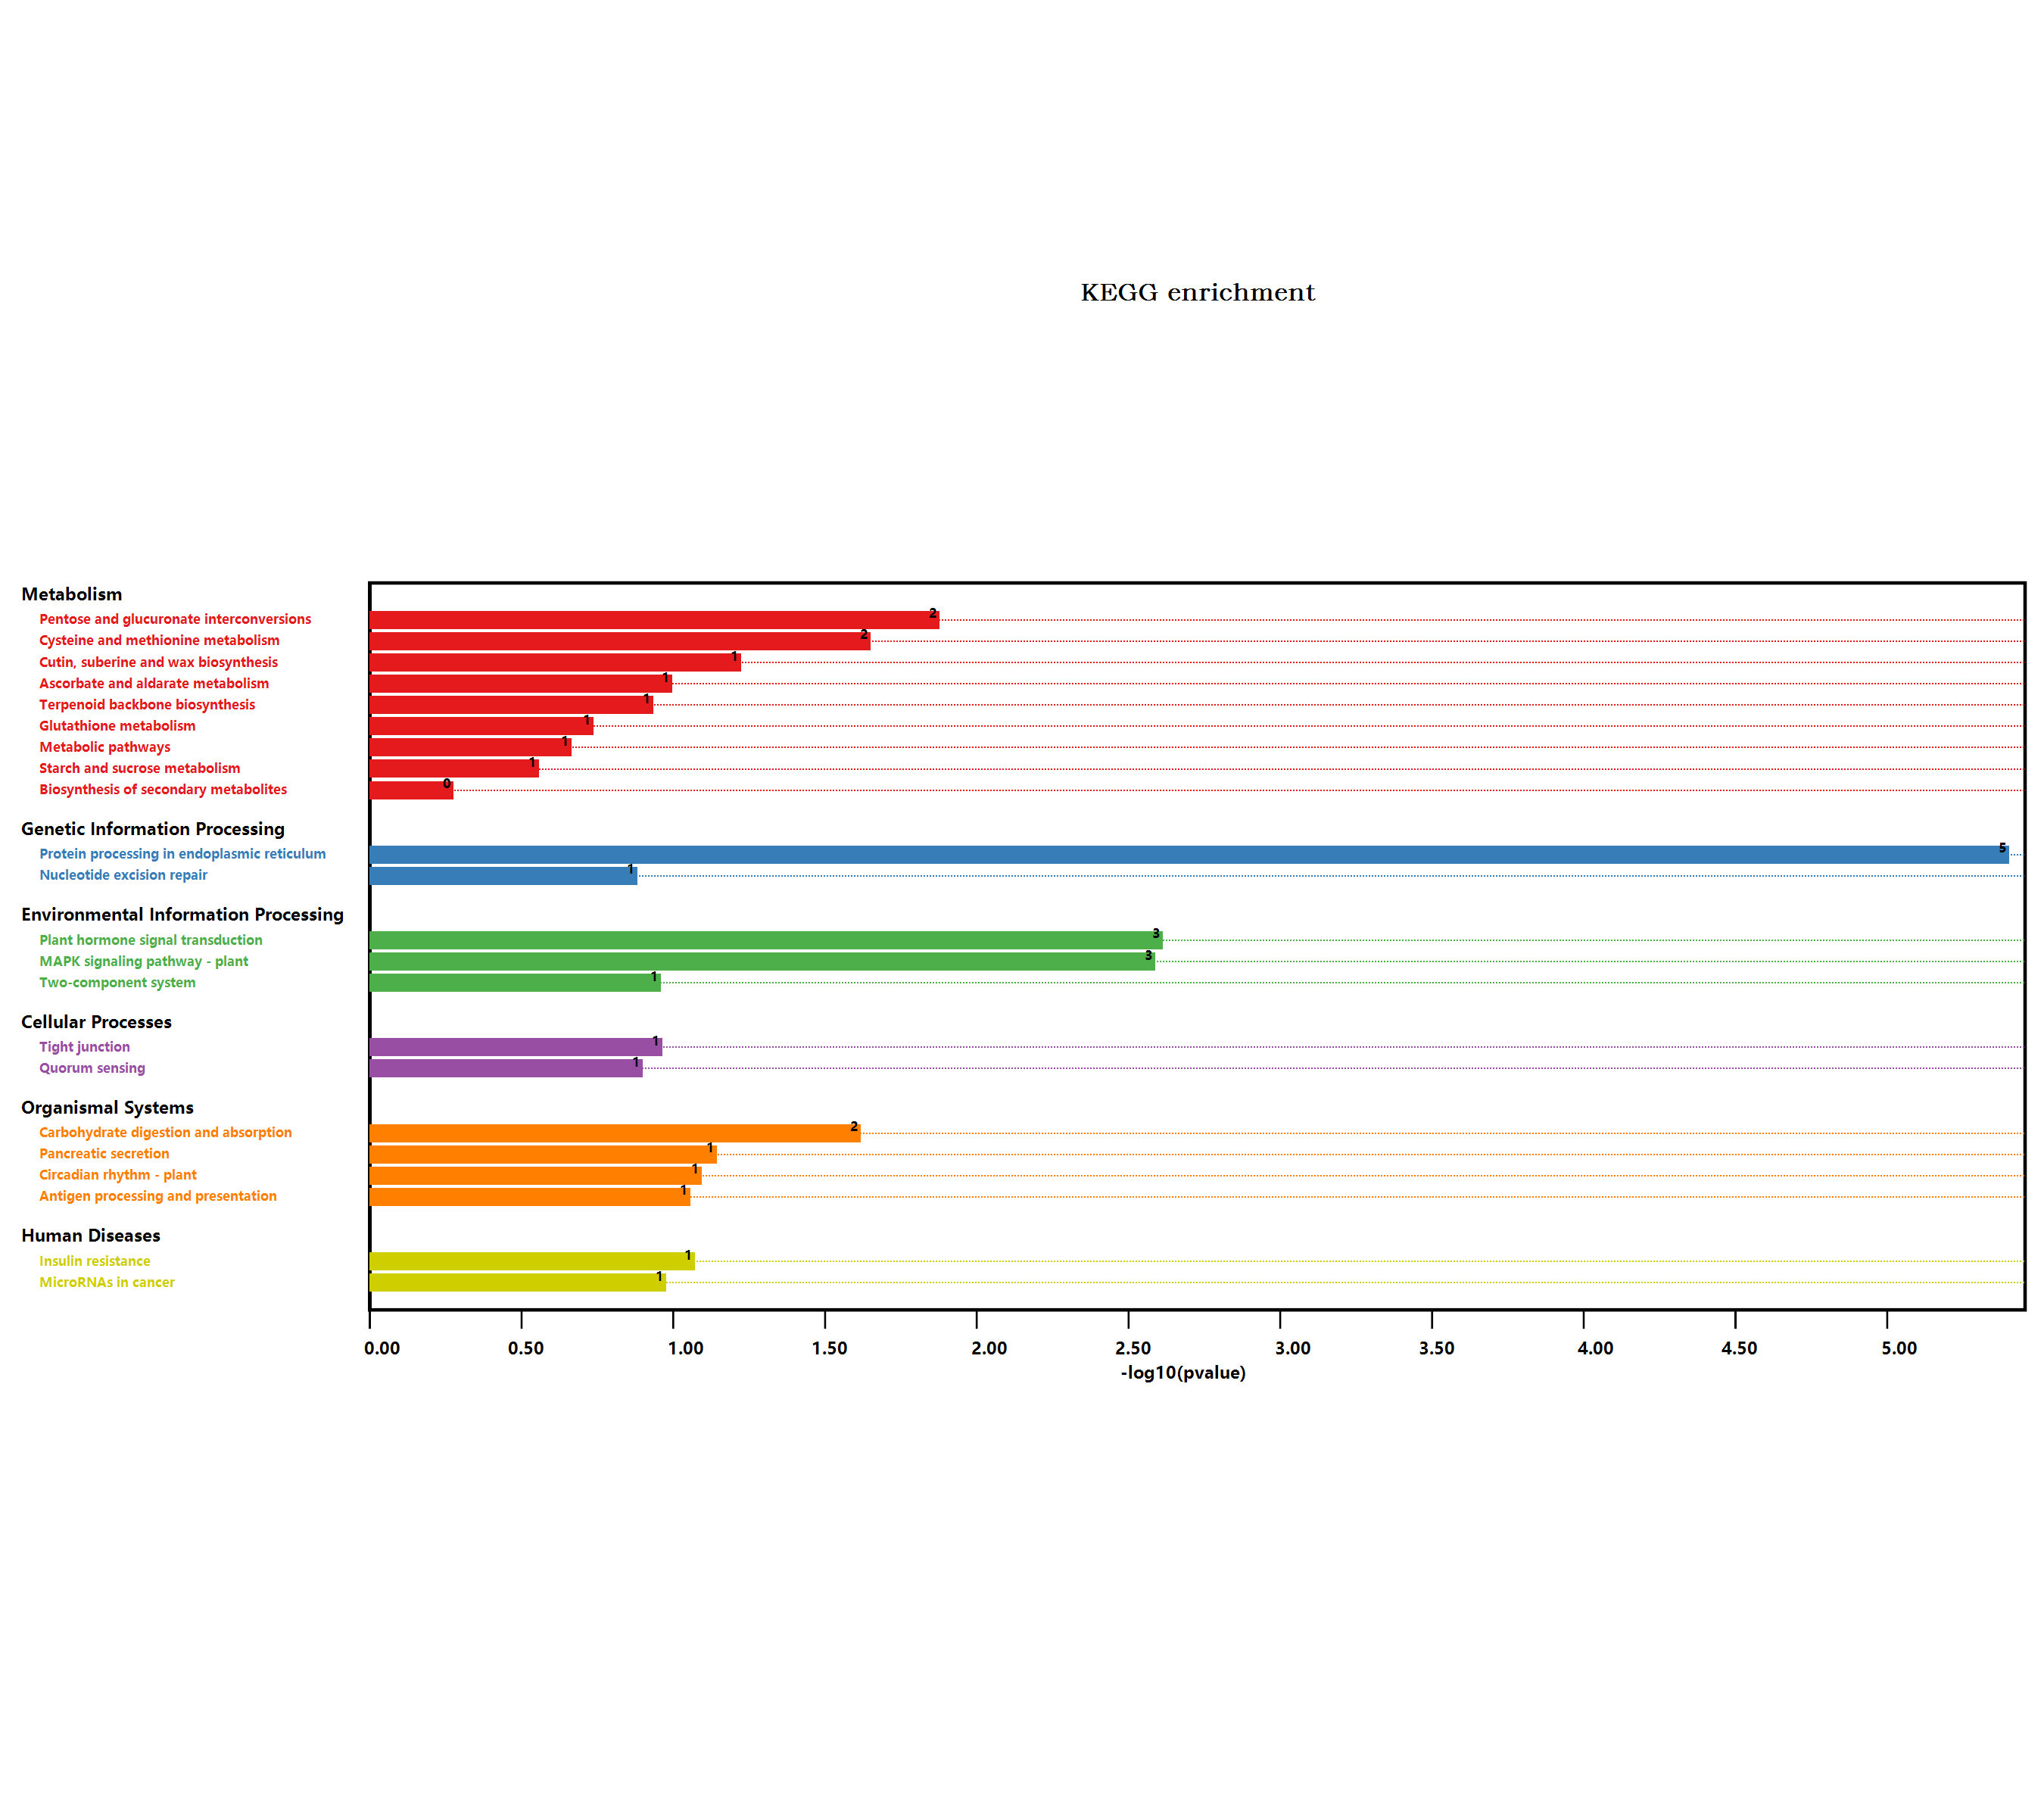 KEGG enrichment
Metabolism
Pentose and glucuronate interconversions 2
Cysteine and methionine metabolism 2
Cutin, suberine and wax biosynthesis 1
Ascorbate and aldarate metabolism 1
Terpenoid backbone biosynthesis 1
Glutathione metabolism 1
Metabolic pathways 1
Starch and sucrose metabolism 1
Biosynthesis of secondary metabolites 0
Genetic Information Processing
Protein processing in endoplasmic reticulum 5
Nucleotide excision repair 1
Environmental Information Processing
Plant hormone signal transduction 3
MAPK signaling pathway - plant 3
Two-component system 1
Cellular Processes
Tight junction 1
Quorum sensing 1
Organismal Systems
Carbohydrate digestion and absorption 2
Pancreatic secretion 1
Circadian rhythm - plant 1
Antigen processing and presentation 1
Human Diseases
Insulin resistance 1
MicroRNAs in cancer 1
0.00 0.50 1.00 1.50 2.00 2.50 3.00 3.50 4.00 4.50 5.00
-log10(pvalue)